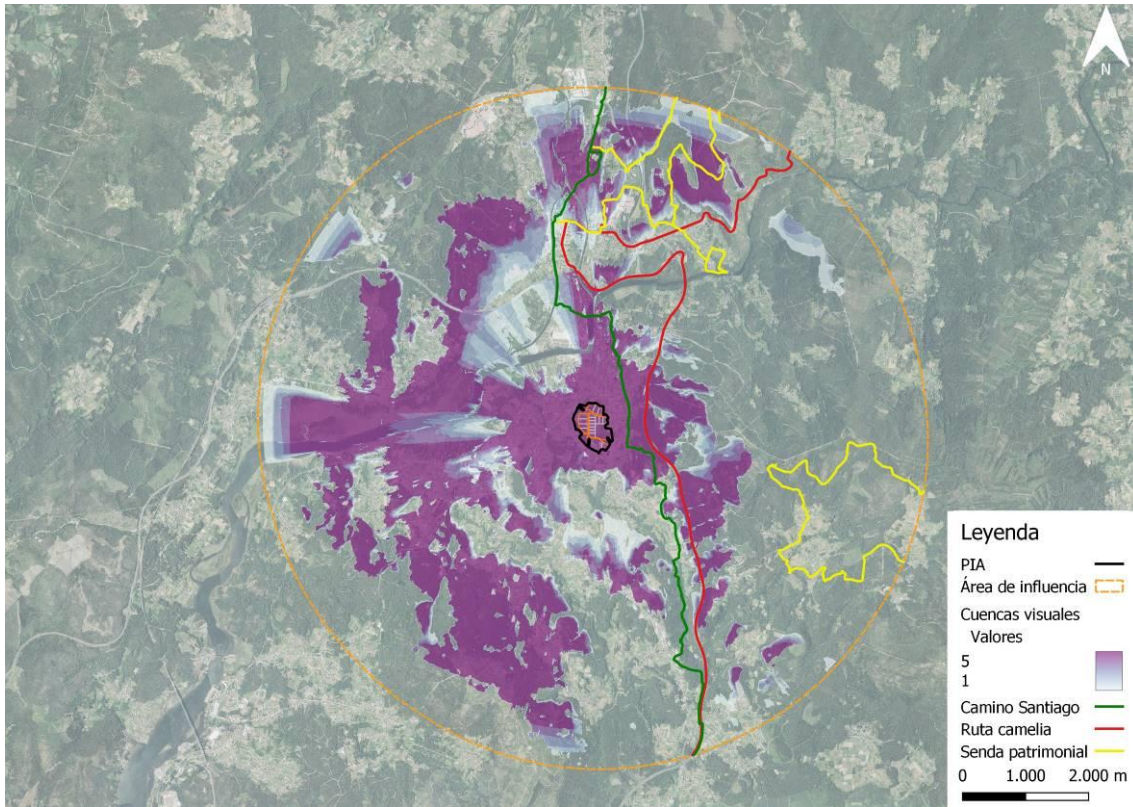 N
Leyenda
PIA
Área de influencia
Cuencas visuales
Valores
5
1
Camino Santiago
Ruta camelia
Senda patrimonial
0 1.000 2.000 m